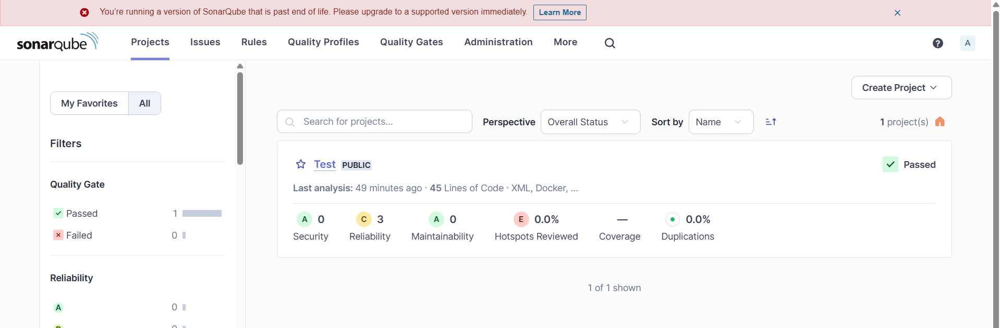 You're running a version of SonarQube that is past end of life. Please upgrade to a supported version immediately. Learn More
sonarqube Projects Issues Rules Quality Profiles Quality Gates Administration More A
My Favorites All
Filters
Quality Gate
Passed 1
Failed 0
Reliability
A 0
Create Project
Search for projects... Perspective Overall Status Sort by Name 1 project(s)
Test PUBLIC Passed
Last analysis: 49 minutes ago • 45 Lines of Code • XML, Docker, ...
A 0 C 3 A 0 E 0.0% — 0.0%
Security Reliability Maintainability Hotspots Reviewed Coverage Duplications
1 of 1 shown